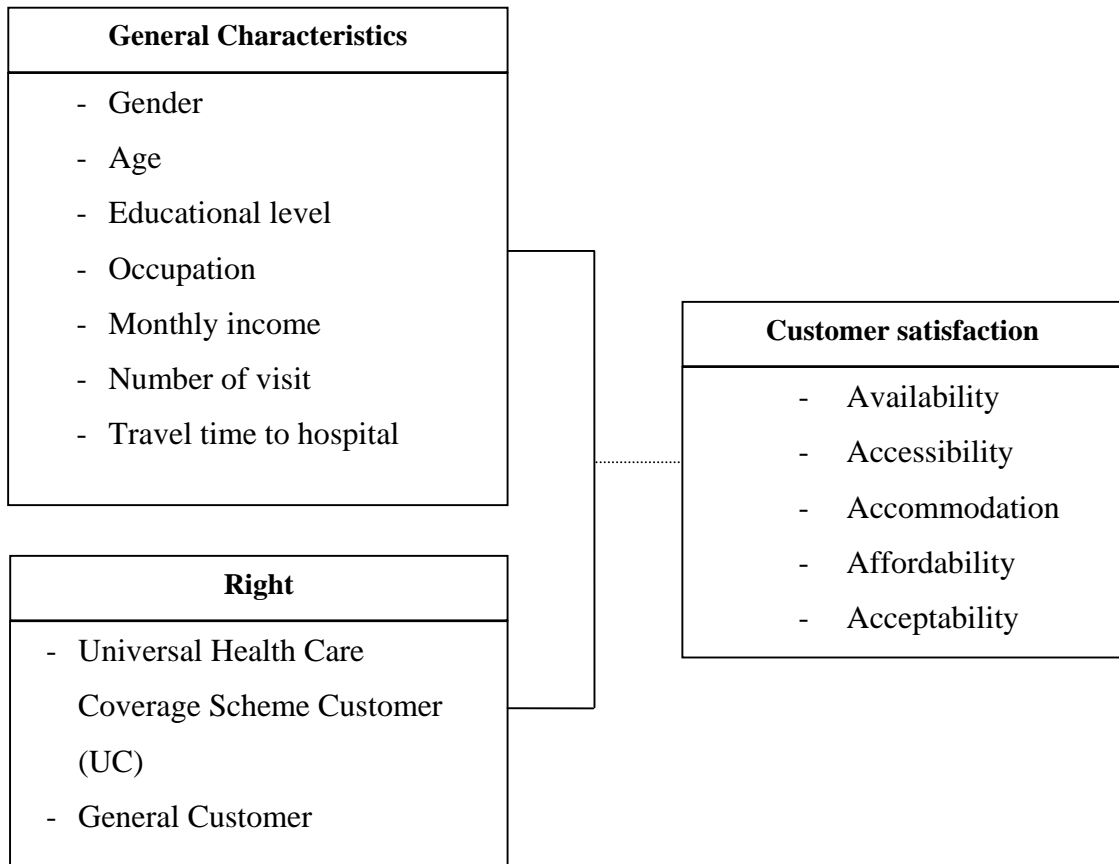 General Characteristics
- Gender
- Age
- Educational level
- Occupation
- Monthly income
- Number of visit
- Travel time to hospital
Right
- Universal Health Care
Coverage Scheme Customer
(UC)
- General Customer
Customer satisfaction
- Availability
- Accessibility
- Accommodation
- Affordability
- Acceptability